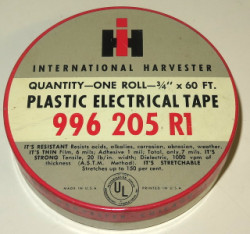 IH
INTERNATIONAL HARVESTER
QUANTITY—ONE ROLL—¾" x 60 FT.
PLASTIC ELECTRICAL TAPE
996 205 R1
IT'S RESISTANT Resists acids, alkalies, corrosion, abrasion, weather.
IT'S THIN Film, 6 mils; Adhesive 1 mil; Total, only 7 mils. IT'S
STRONG Tensile, 20 lb/in. width; Dielectric, 1000 vpm of
thickness (A.S.T.M. Method). IT'S STRETCHABLE
Stretches up to 150 per cent.
MADE IN U.S.A.
UL
PRINTED IN U.S.A.